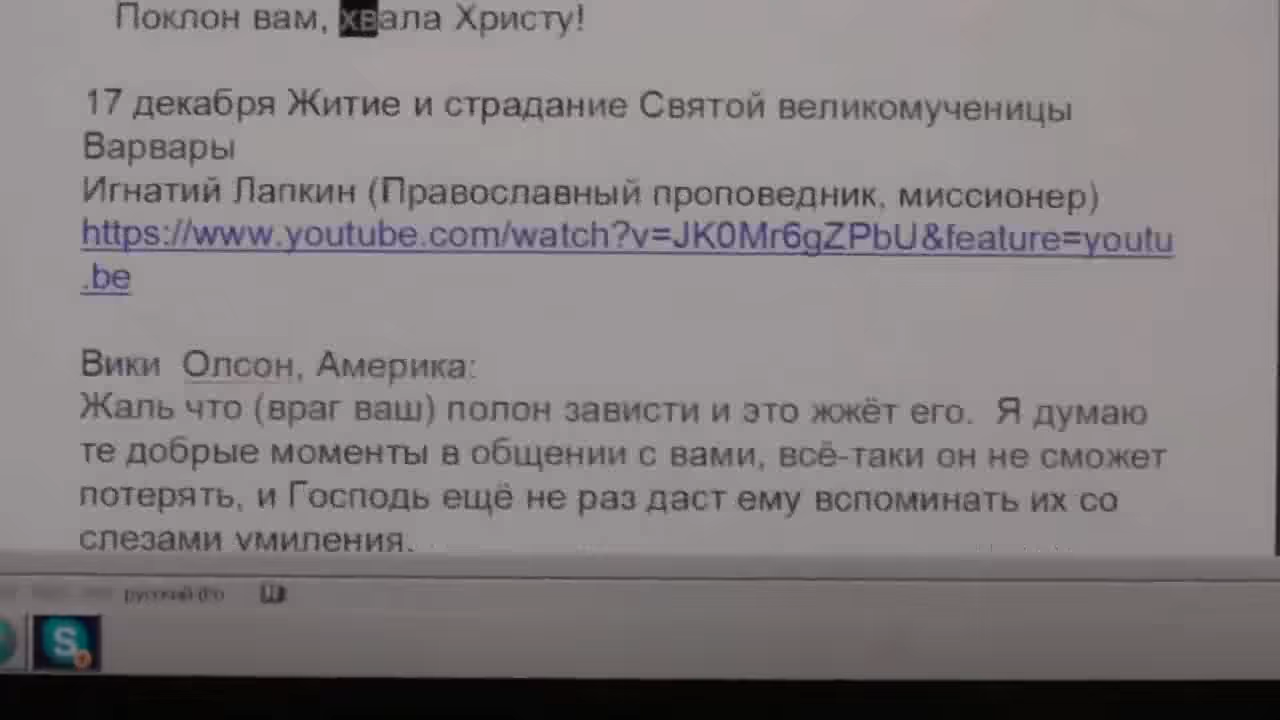 Поклон вам, хвала Христу!
17 декабря Житие и страдание Святой великомученицы
Варвары
Игнатий Лапкин (Православный проповедник, миссионер)
https://www.youtube.com/watch?v=JK0Mr6gZPbU&feature=youtu
.be
Вики Олсон, Америка:
Жаль что (враг ваш) полон зависти и это жжёт его. Я думаю
те добрые моменты в общении с вами, всё-таки он не сможет
потерять, и Господь ещё не раз даст ему вспоминать их со
слезами умиления.
русский